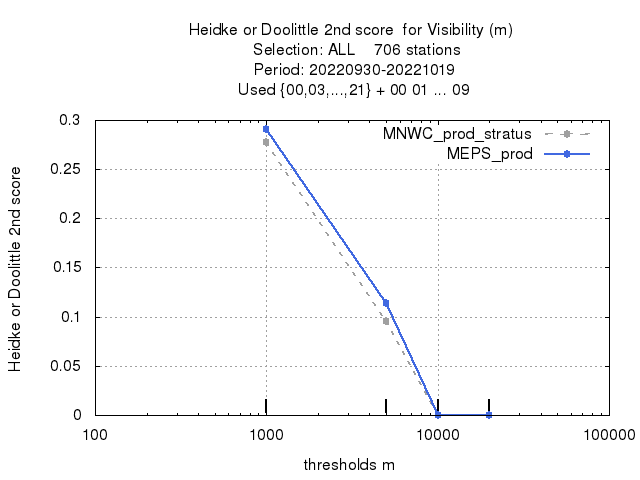 Heidke or Doolittle 2nd score  for Visibility (m)
Selection: ALL    706 stations
Period: 20220930-20221019
Used {00,03,...,21} + 00 01 ... 09
MNWC_prod_stratus
MEPS_prod
Heidke or Doolittle 2nd score
0.3
0.25
0.2
0.15
0.1
0.05
0
100 1000 10000 100000
thresholds m